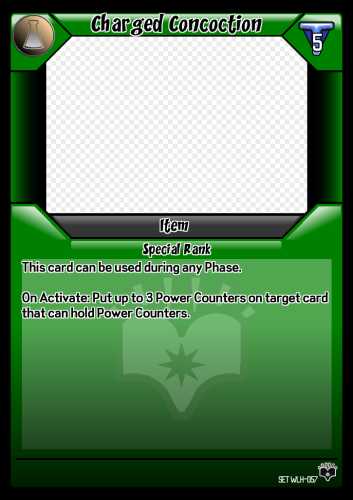 Charged Concoction
5
Item
Special Rank
This card can be used during any Phase.
On Activate: Put up to 3 Power Counters on target card
that can hold Power Counters.
SET WLH-057